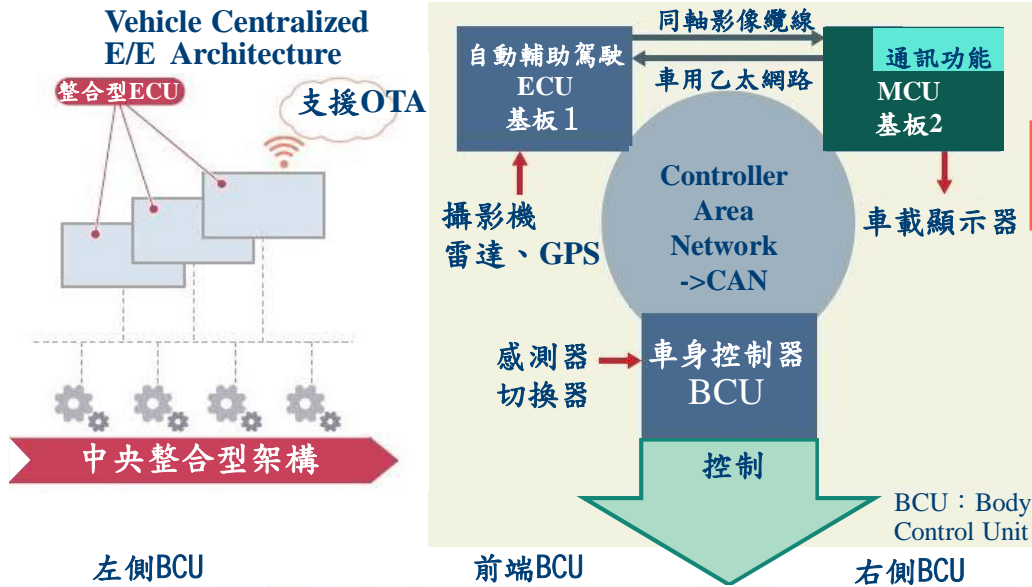 Vehicle Centralized
E/E Architecture
整合型ECU
支援OTA
中央整合型架構
左側BCU
同軸影像纜線
車用乙太網路
自動輔助駕駛
ECU
基板1
通訊功能
MCU
基板2
攝影機
雷達、GPS
車載顯示器
Controller
Area
Network
->CAN
感測器
切換器
車身控制器
BCU
控制
BCU：Body
Control Unit
前端BCU
右側BCU